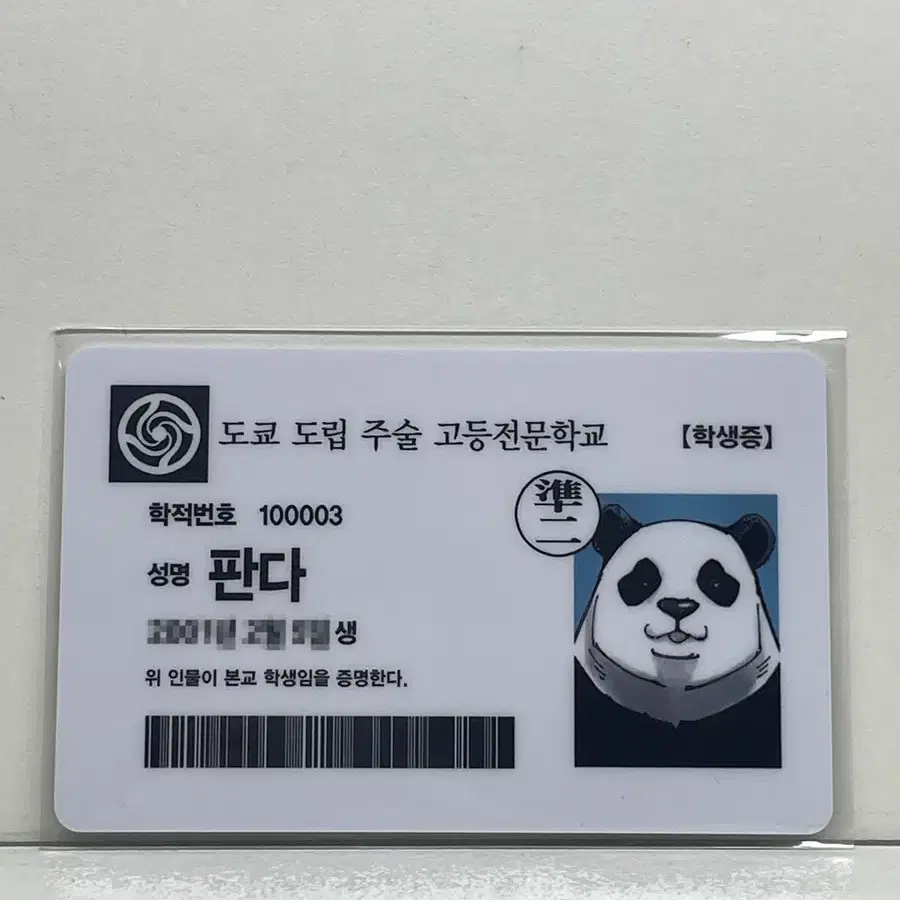 도쿄 도립 주술 고등전문학교 【학생증】
準二
학적번호 100003
성명 판다
생
위 인물이 본교 학생임을 증명한다.